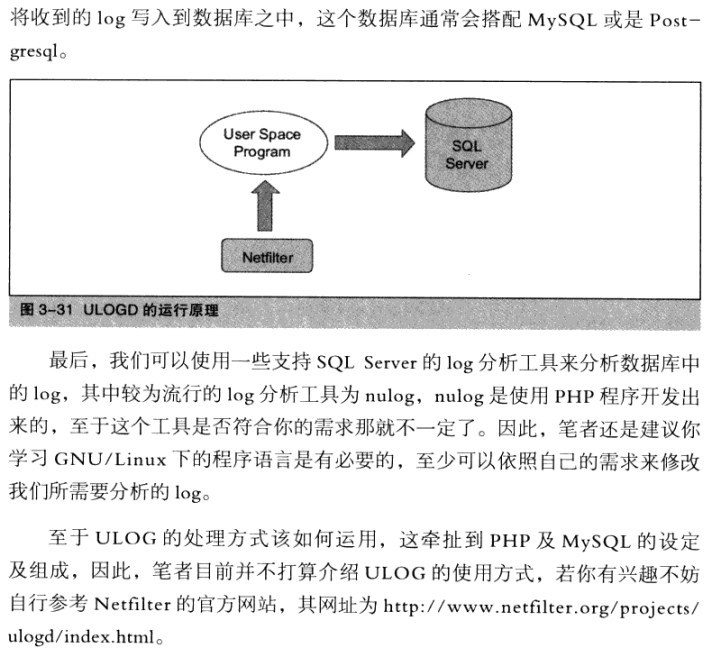 将收到的 log 写入到数据库之中，这个数据库通常会搭配 MySQL 或是 Post-
gresql。
User Space
Program
SQL
Server
Netfilter
图 3-31 ULOGD 的运行原理
最后，我们可以使用一些支持 SQL Server 的 log 分析工具来分析数据库中
的 log，其中较为流行的 log 分析工具为 nulog，nulog 是使用 PHP 程序开发出
来的，至于这个工具是否符合你的需求那就不一定了。因此，笔者还是建议你
学习 GNU/Linux 下的程序语言是有必要的，至少可以依照自己的需求来修改
我们所需要分析的 log。
至于 ULOG 的处理方式该如何运用，这牵扯到 PHP 及 MySQL 的设定
及组成，因此，笔者目前并不打算介绍 ULOG 的使用方式，若你有兴趣不妨
自行参考 Netfilter 的官方网站，其网址为 http://www.netfilter.org/projects/
ulogd/index.html。